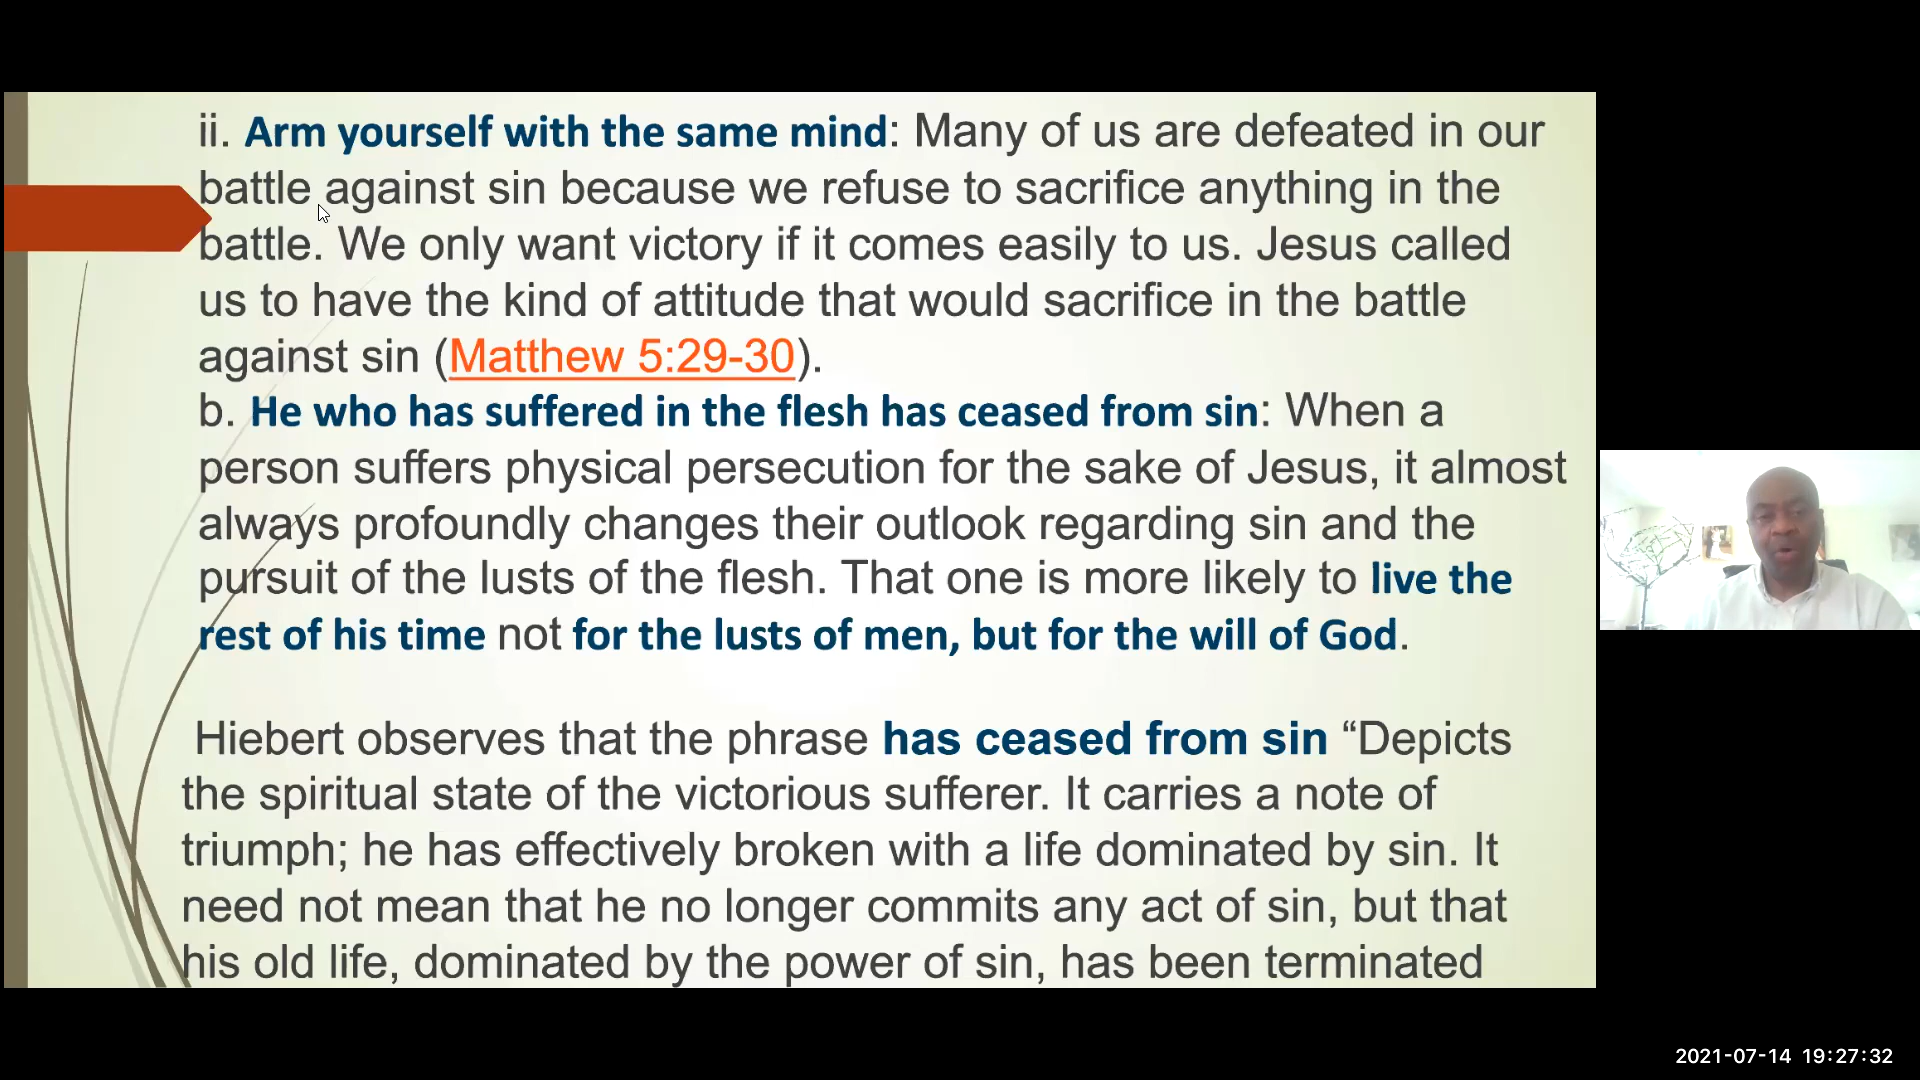 ii. Arm yourself with the same mind: Many of us are defeated in our
battle against sin because we refuse to sacrifice anything in the
battle. We only want victory if it comes easily to us. Jesus called
us to have the kind of attitude that would sacrifice in the battle
against sin (Matthew 5:29-30).
b. He who has suffered in the flesh has ceased from sin: When a
person suffers physical persecution for the sake of Jesus, it almost
always profoundly changes their outlook regarding sin and the
pursuit of the lusts of the flesh. That one is more likely to live the
rest of his time not for the lusts of men, but for the will of God.
Hiebert observes that the phrase has ceased from sin “Depicts
the spiritual state of the victorious sufferer. It carries a note of
triumph; he has effectively broken with a life dominated by sin. It
need not mean that he no longer commits any act of sin, but that
his old life, dominated by the power of sin, has been terminated
2021-07-14 19:27:32